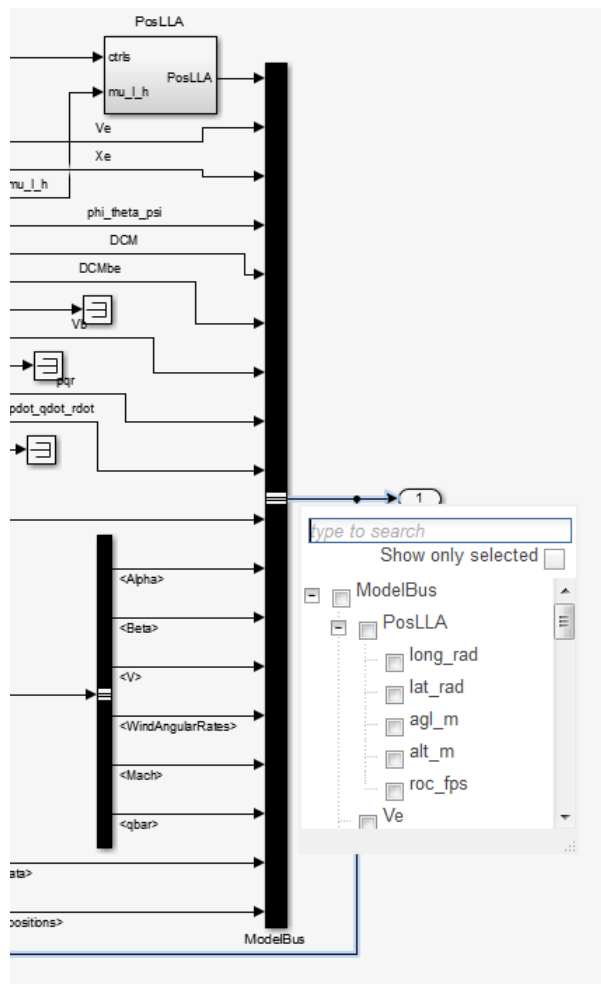 PosLLA
ctrls
PosLLA
mu_l_h
Ve
Xe
mu_l_h
phi_theta_psi
DCM
DCMbe
Vb
pqr
pdot_qdot_rdot
1
type to search
Show only selected
ModelBus
PosLLA
long_rad
lat_rad
agl_m
alt_m
roc_fps
Ve
<Alpha>
<Beta>
<V>
<WindAngularRates>
<Mach>
<qbar>
ata>
positions>
ModelBus